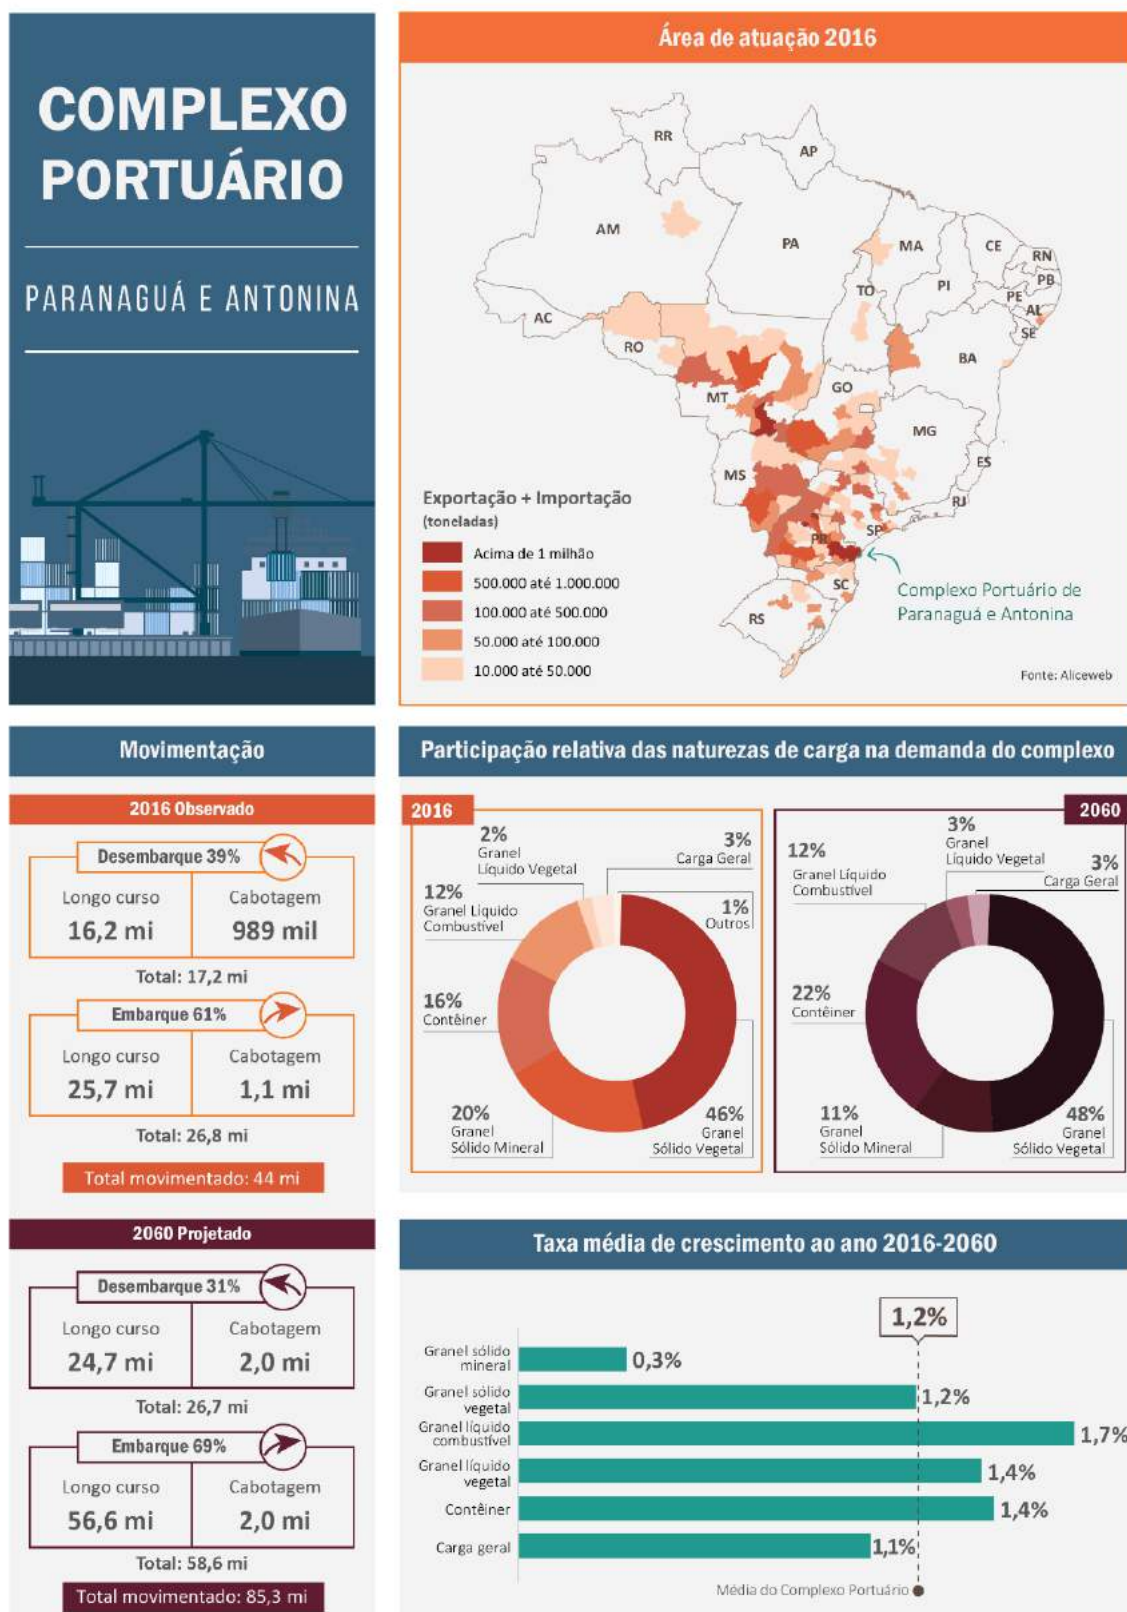 COMPLEXO
PORTUÁRIO
PARANAGUÁ E ANTONINA
Área de atuação 2016
RR
AP
AM
PA
MA
CE
RN
PB
PI
PE
AL
SE
TO
AC
RO
BA
MT
GO
MG
ES
MS
RJ
SP
PR
SC
RS
Exportação + Importação
(toneladas)
Acima de 1 milhão
500.000 até 1.000.000
100.000 até 500.000
50.000 até 100.000
10.000 até 50.000
Complexo Portuário de
Paranaguá e Antonina
Fonte: Aliceweb
Movimentação
2016 Observado
Desembarque 39%
Longo curso
16,2 mi
Cabotagem
989 mil
Total: 17,2 mi
Embarque 61%
Longo curso
25,7 mi
Cabotagem
1,1 mi
Total: 26,8 mi
Total movimentado: 44 mi
2060 Projetado
Desembarque 31%
Longo curso
24,7 mi
Cabotagem
2,0 mi
Total: 26,7 mi
Embarque 69%
Longo curso
56,6 mi
Cabotagem
2,0 mi
Total: 58,6 mi
Total movimentado: 85,3 mi
Participação relativa das naturezas de carga na demanda do complexo
2016
2%
Granel
Líquido Vegetal
3%
Carga Geral
12%
Granel Líquido
Combustível
1%
Outros
16%
Contêiner
20%
Granel
Sólido Mineral
46%
Granel
Sólido Vegetal
2060
3%
Granel
Líquido Vegetal
12%
Granel Líquido
Combustível
3%
Carga Geral
22%
Contêiner
11%
Granel
Sólido Mineral
48%
Granel
Sólido Vegetal
Taxa média de crescimento ao ano 2016-2060
1,2%
Granel sólido
mineral
0,3%
Granel sólido
vegetal
1,2%
Granel líquido
combustível
1,7%
Granel líquido
vegetal
1,4%
Contêiner
1,4%
Carga geral
1,1%
Média do Complexo Portuário